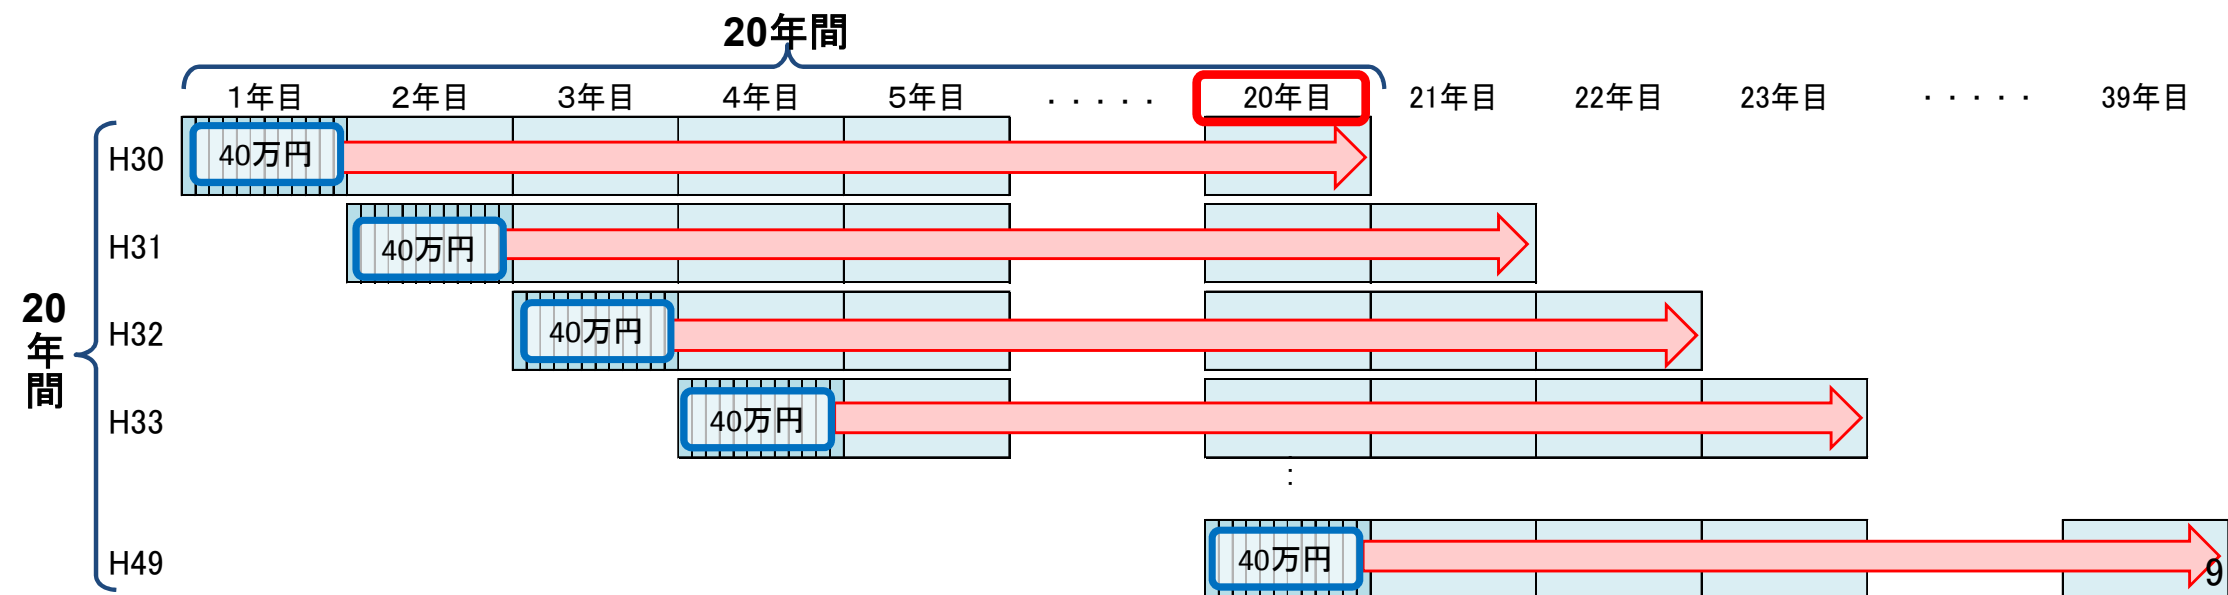 20年間
1年目 2年目 3年目 4年目 5年目 ・・・・・ 20年目 21年目 22年目 23年目 ・・・・・ 39年目
20年間
H30 40万円
H31 40万円
H32 40万円
H33 40万円
:
H49 40万円
9